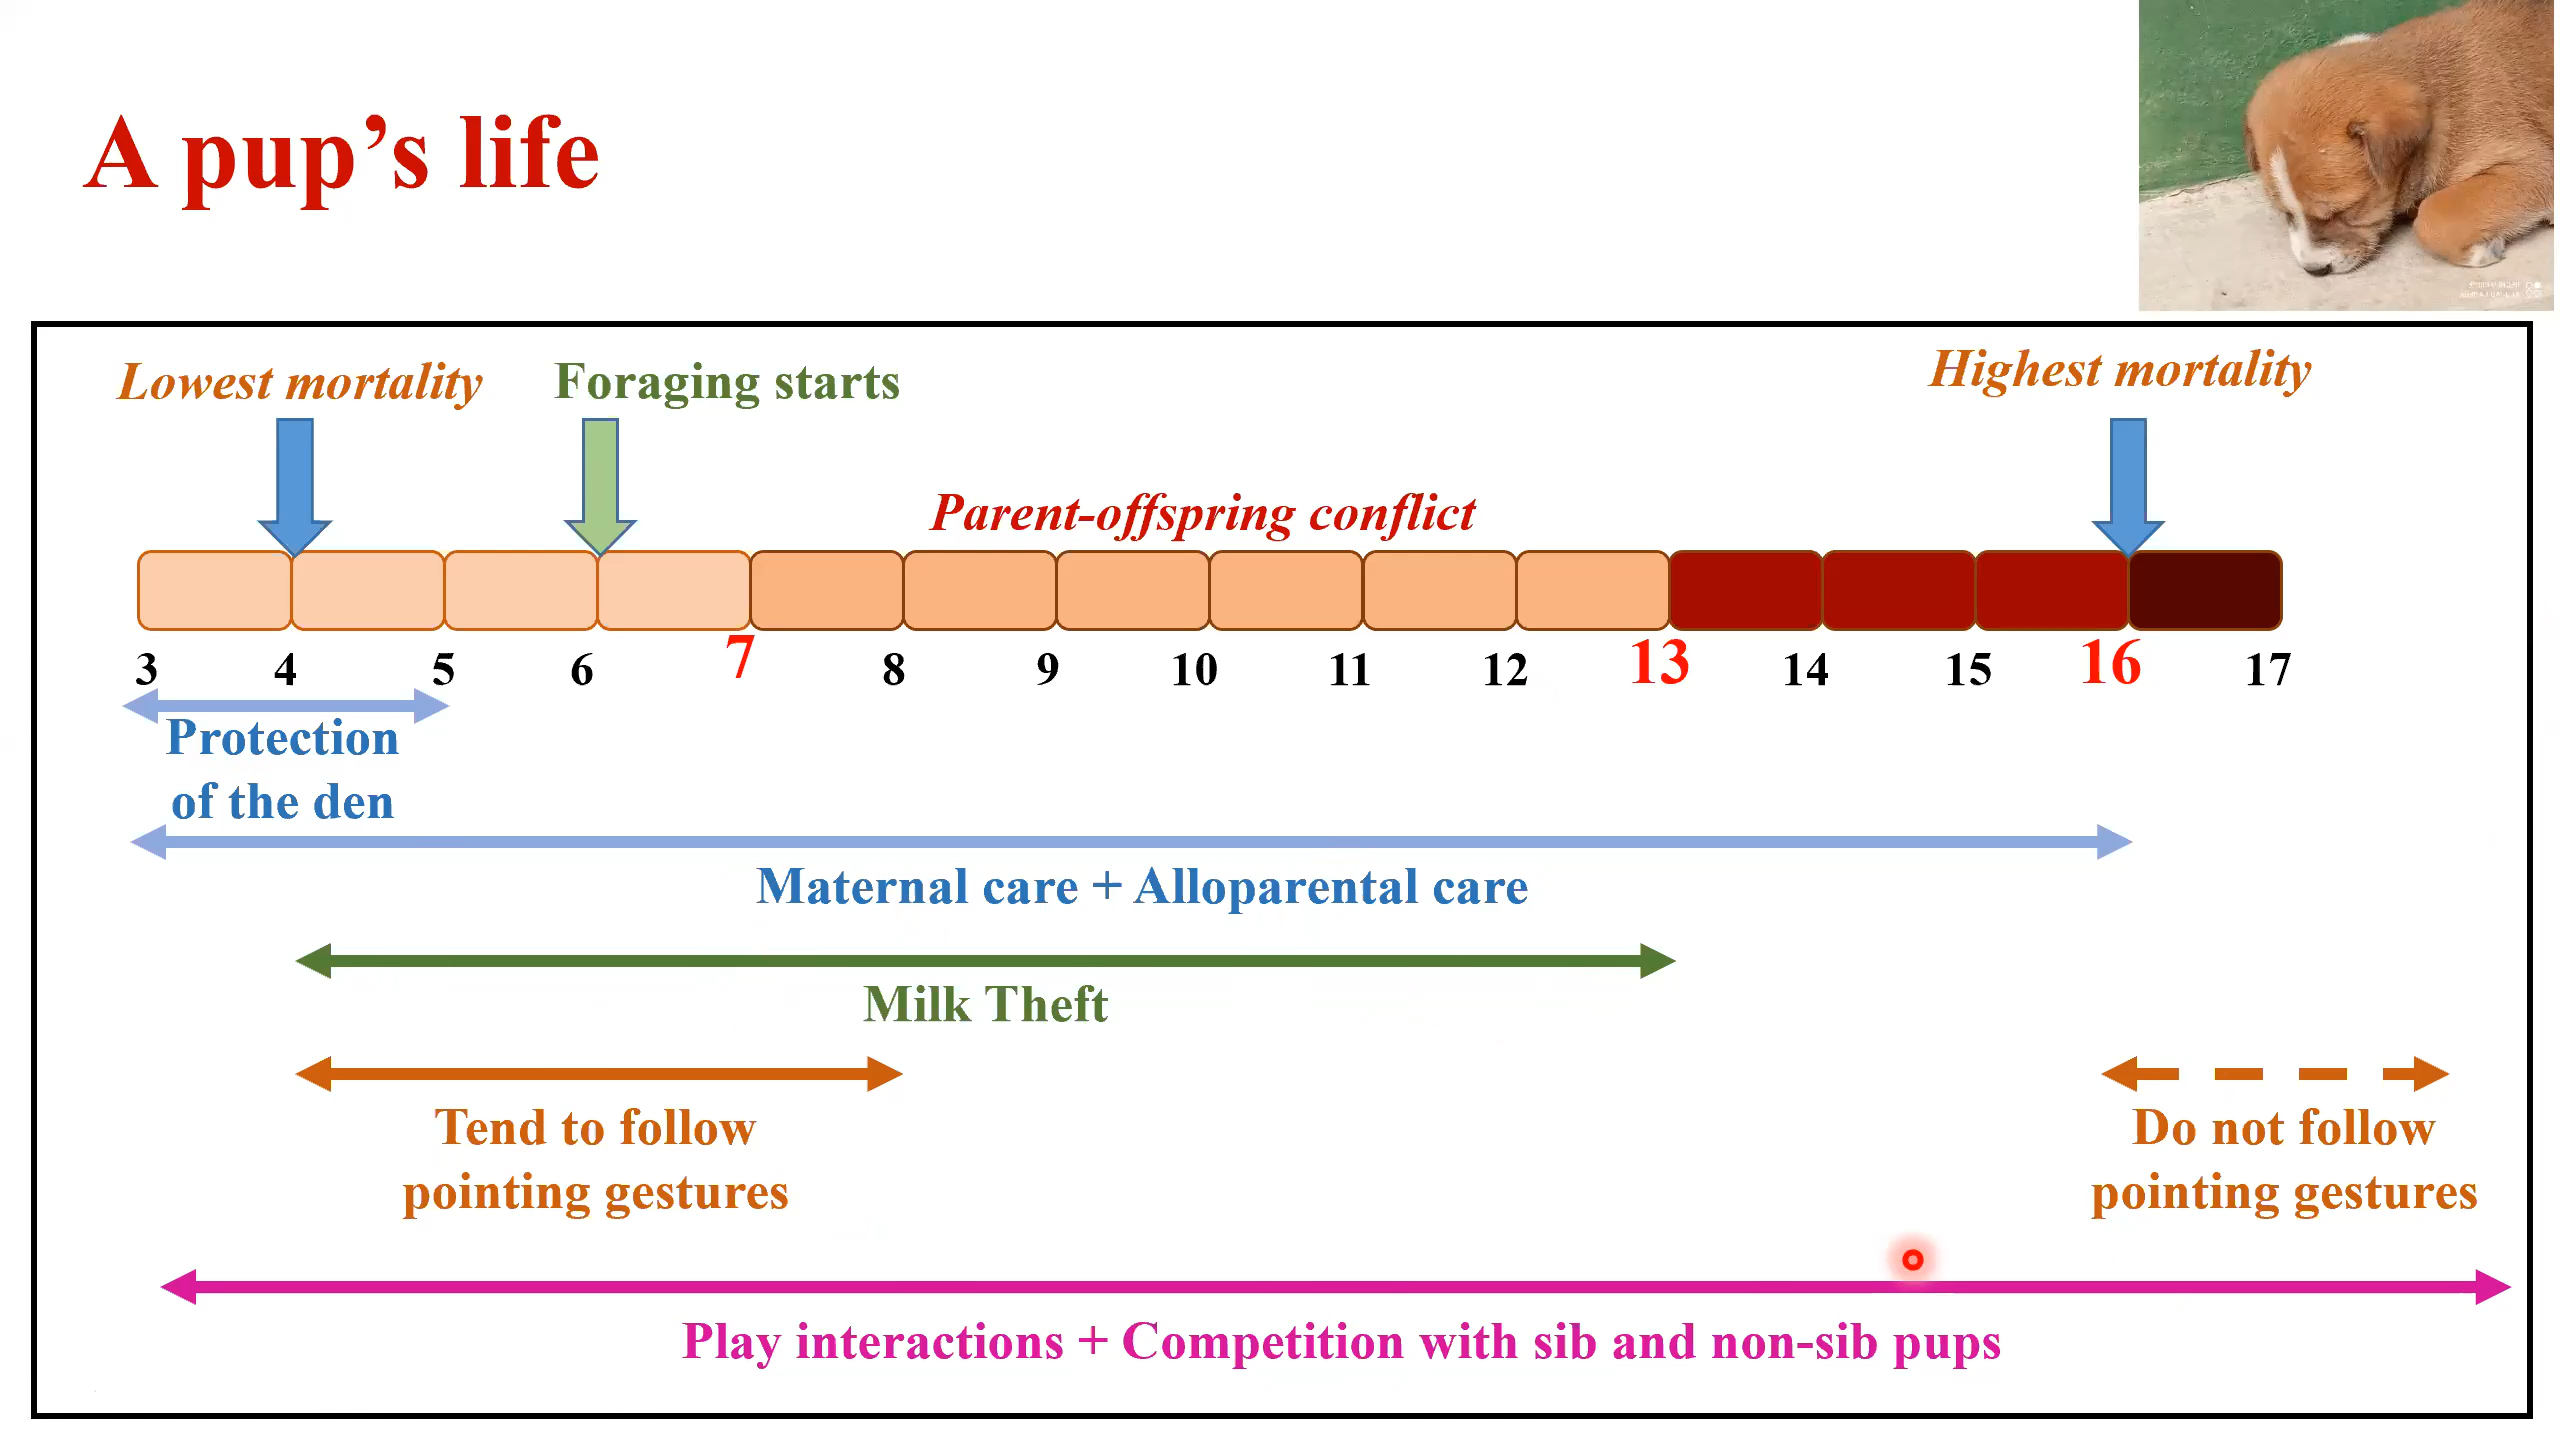 A pup’s life
Lowest mortality
Foraging starts
Highest mortality
Parent-offspring conflict
3 4 5 6 7 8 9 10 11 12 13 14 15 16 17
Protection
of the den
Maternal care + Alloparental care
Milk Theft
Tend to follow
pointing gestures
Do not follow
pointing gestures
Play interactions + Competition with sib and non-sib pups